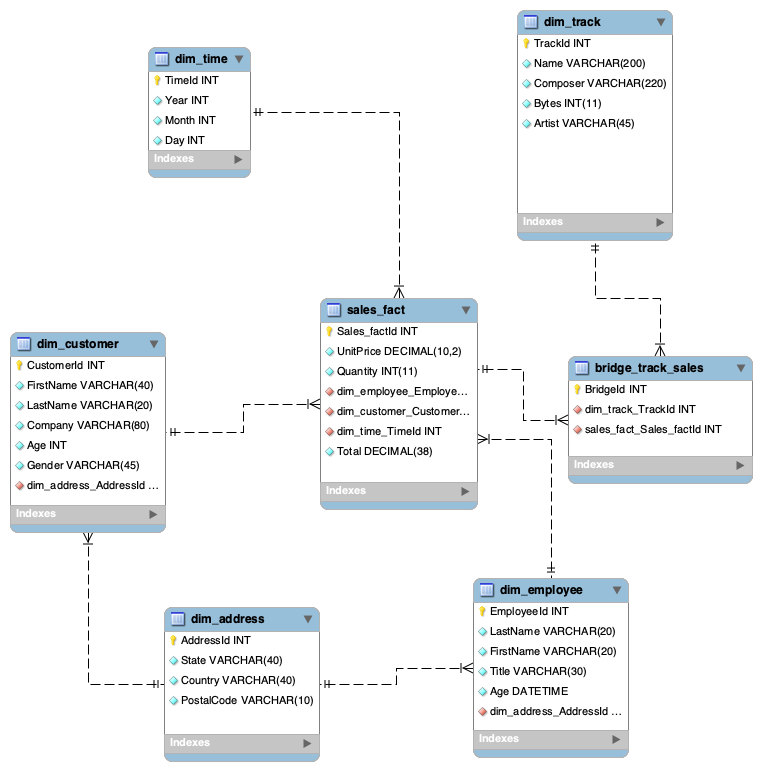 dim_time
TimeId INT
Year INT
Month INT
Day INT
Indexes
dim_track
TrackId INT
Name VARCHAR(200)
Composer VARCHAR(220)
Bytes INT(11)
Artist VARCHAR(45)
Indexes
dim_customer
CustomerId INT
FirstName VARCHAR(40)
LastName VARCHAR(20)
Company VARCHAR(80)
Age INT
Gender VARCHAR(45)
dim_address_AddressId ...
Indexes
sales_fact
Sales_factId INT
UnitPrice DECIMAL(10,2)
Quantity INT(11)
dim_employee_Employe...
dim_customer_Customer...
dim_time_TimeId INT
Total DECIMAL(38)
Indexes
bridge_track_sales
BridgeId INT
dim_track_TrackId INT
sales_fact_Sales_factId INT
Indexes
dim_address
AddressId INT
State VARCHAR(40)
Country VARCHAR(40)
PostalCode VARCHAR(10)
Indexes
dim_employee
EmployeeId INT
LastName VARCHAR(20)
FirstName VARCHAR(20)
Title VARCHAR(30)
Age DATETIME
dim_address_AddressId ...
Indexes